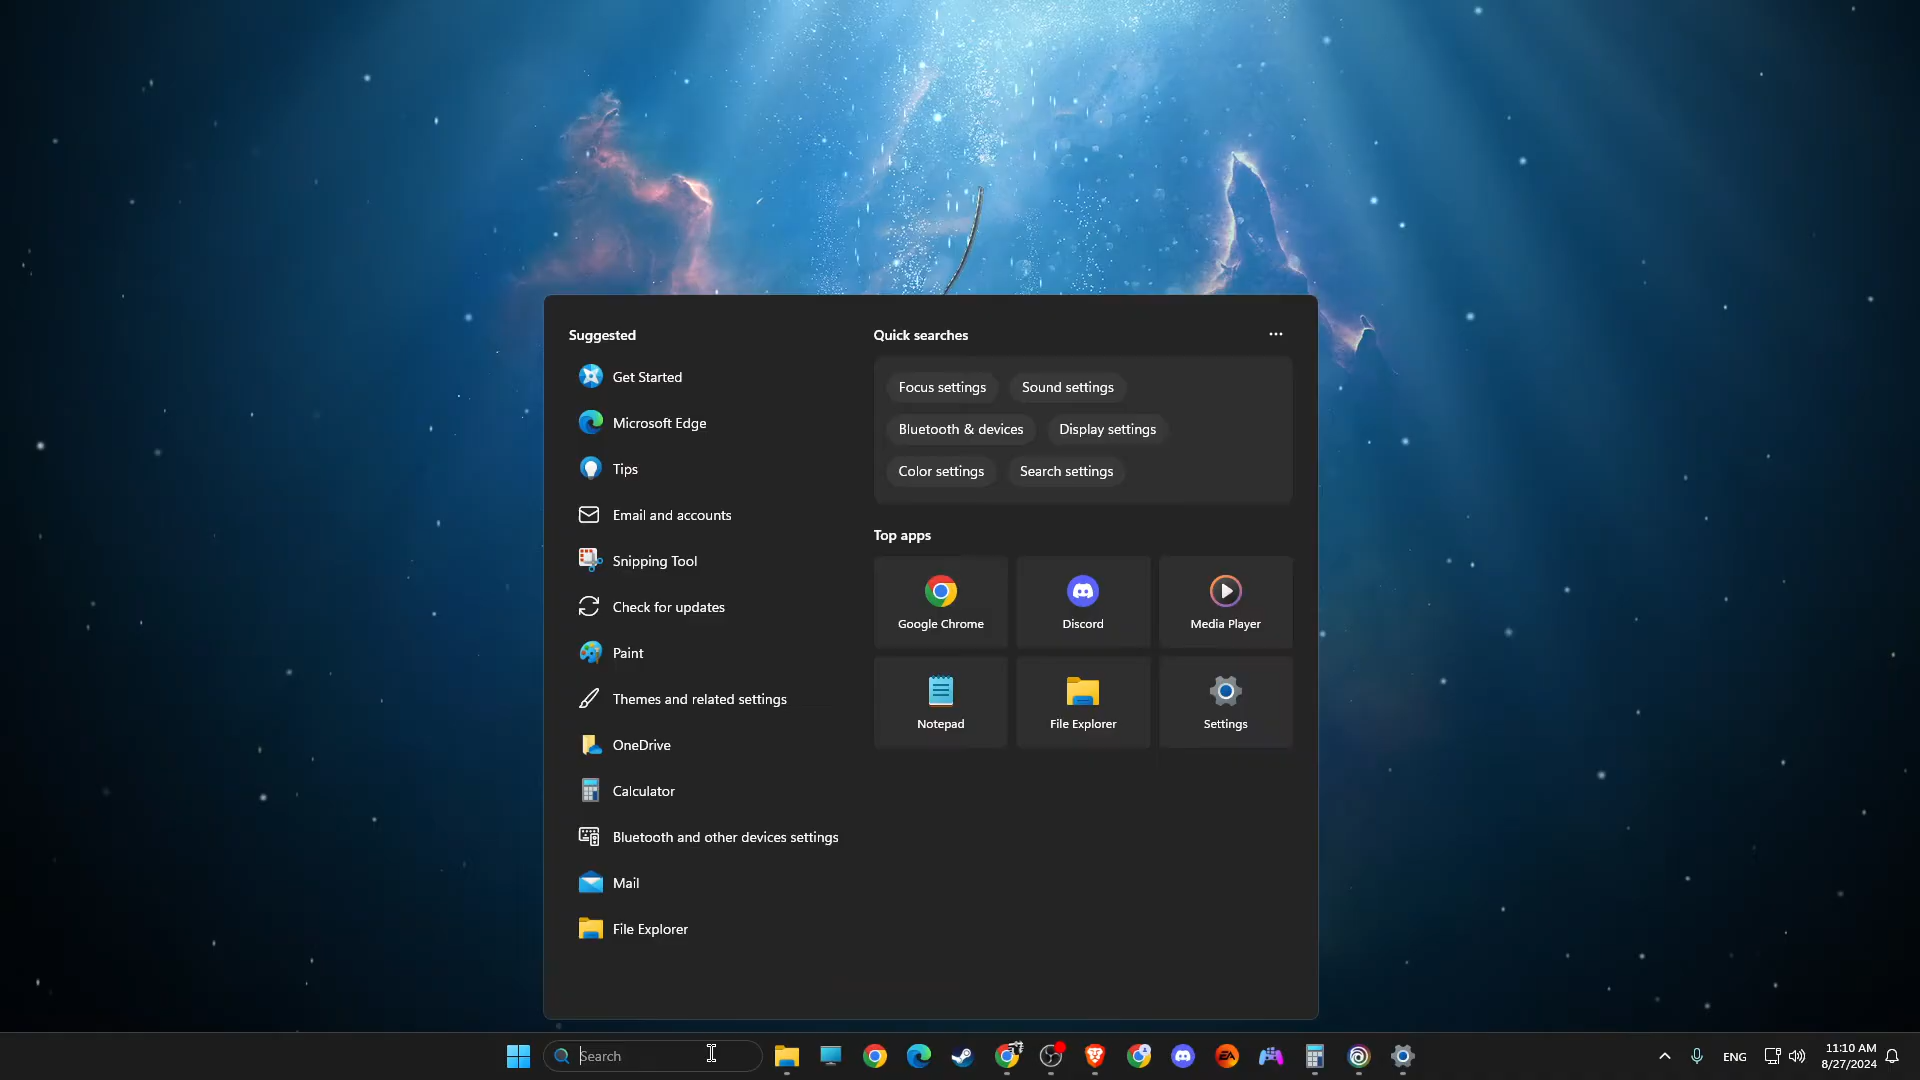 Suggested
Get Started
Microsoft Edge
Tips
Email and accounts
Snipping Tool
Check for updates
Paint
Themes and related settings
OneDrive
Calculator
Bluetooth and other devices settings
Mail
File Explorer
Quick searches
Focus settings
Sound settings
Bluetooth & devices
Display settings
Color settings
Search settings
Top apps
Google Chrome
Discord
Media Player
Notepad
File Explorer
Settings
Search
ENG
11:10 AM
8/27/2024